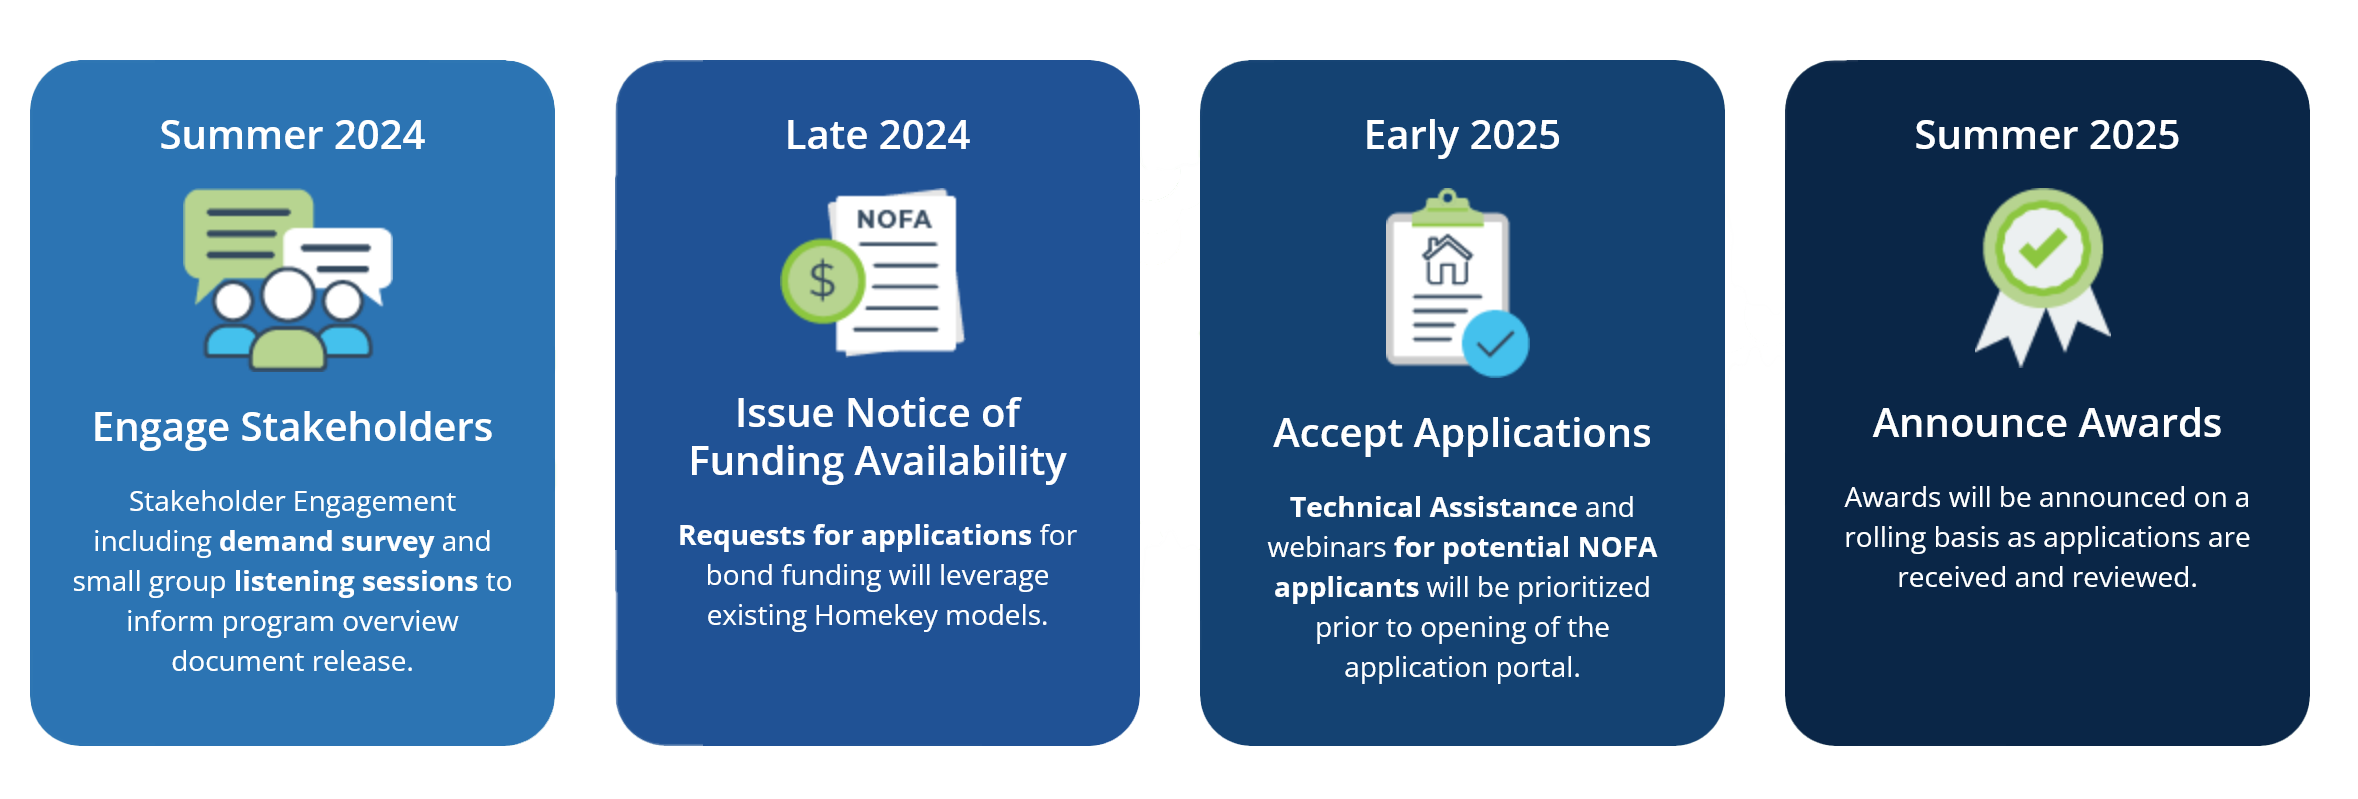 Summer 2024
Engage Stakeholders
Stakeholder Engagement
including demand survey and
small group listening sessions to
inform program overview
document release.
Late 2024
NOFA
$
Issue Notice of
Funding Availability
Requests for applications for
bond funding will leverage
existing Homekey models.
Early 2025
Accept Applications
Technical Assistance and
webinars for potential NOFA
applicants will be prioritized
prior to opening of the
application portal.
Summer 2025
Announce Awards
Awards will be announced on a
rolling basis as applications are
received and reviewed.